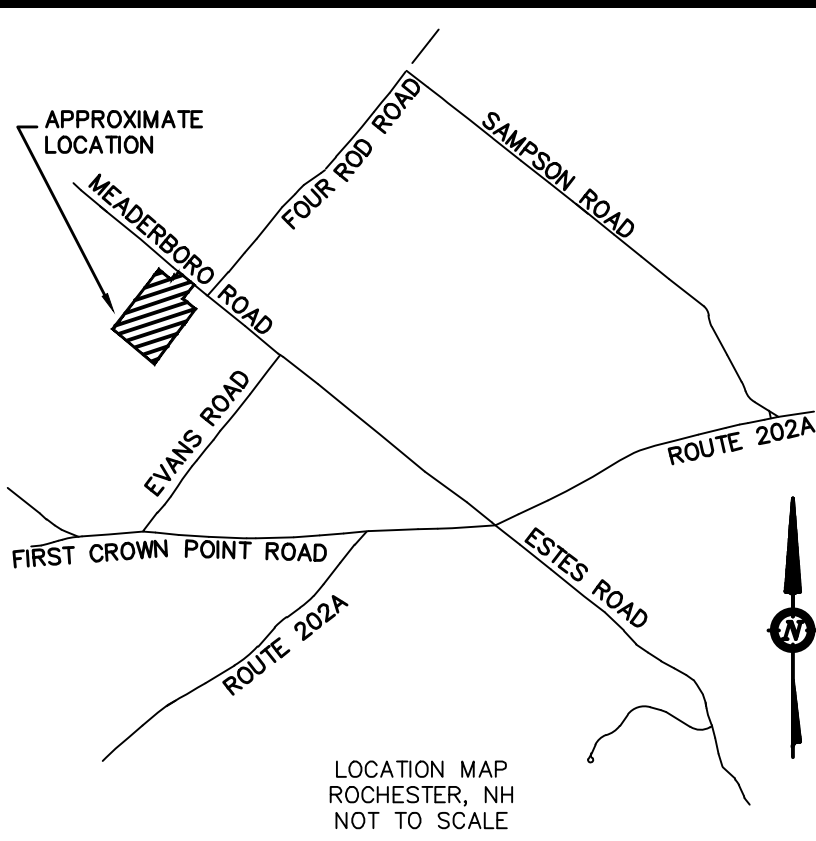 APPROXIMATE
LOCATION
FOUR ROD ROAD
SAMPSON ROAD
MEADERBORO ROAD
EVANS ROAD
ROUTE 202A
FIRST CROWN POINT ROAD
ESTES ROAD
ROUTE 202A
N
LOCATION MAP
ROCHESTER, NH
NOT TO SCALE